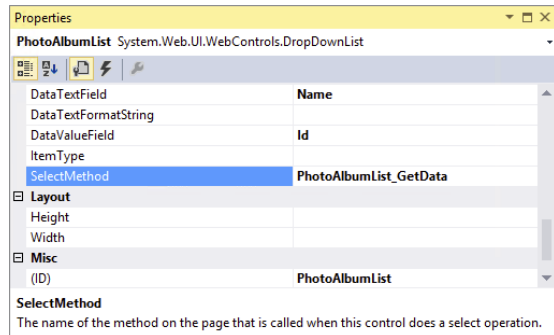 Properties
PhotoAlbumList System.Web.UI.WebControls.DropDownList
DataTextField Name
DataTextFormatString
DataValueField Id
ItemType
SelectMethod PhotoAlbumList_GetData
Layout
Height
Width
Misc
(ID) PhotoAlbumList
SelectMethod
The name of the method on the page that is called when this control does a select operation.